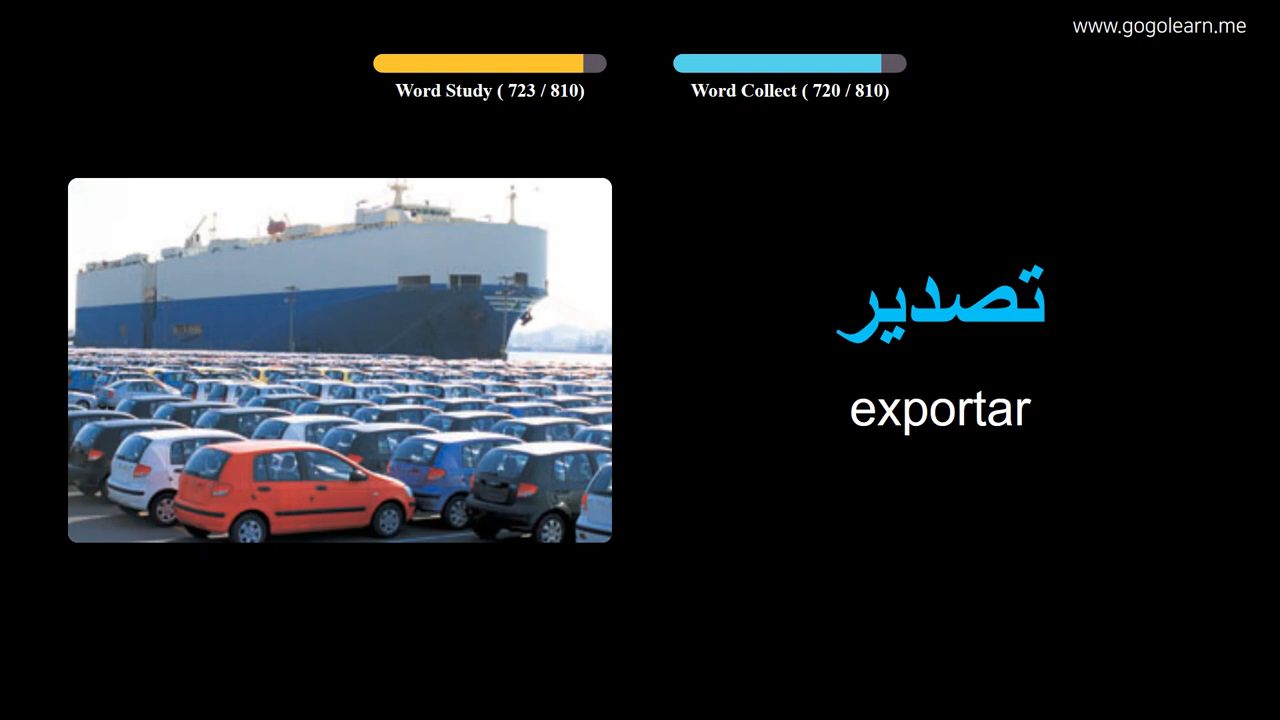 www.gogolearn.me
Word Study ( 723 / 810)
Word Collect ( 720 / 810)
تصدير
exportar